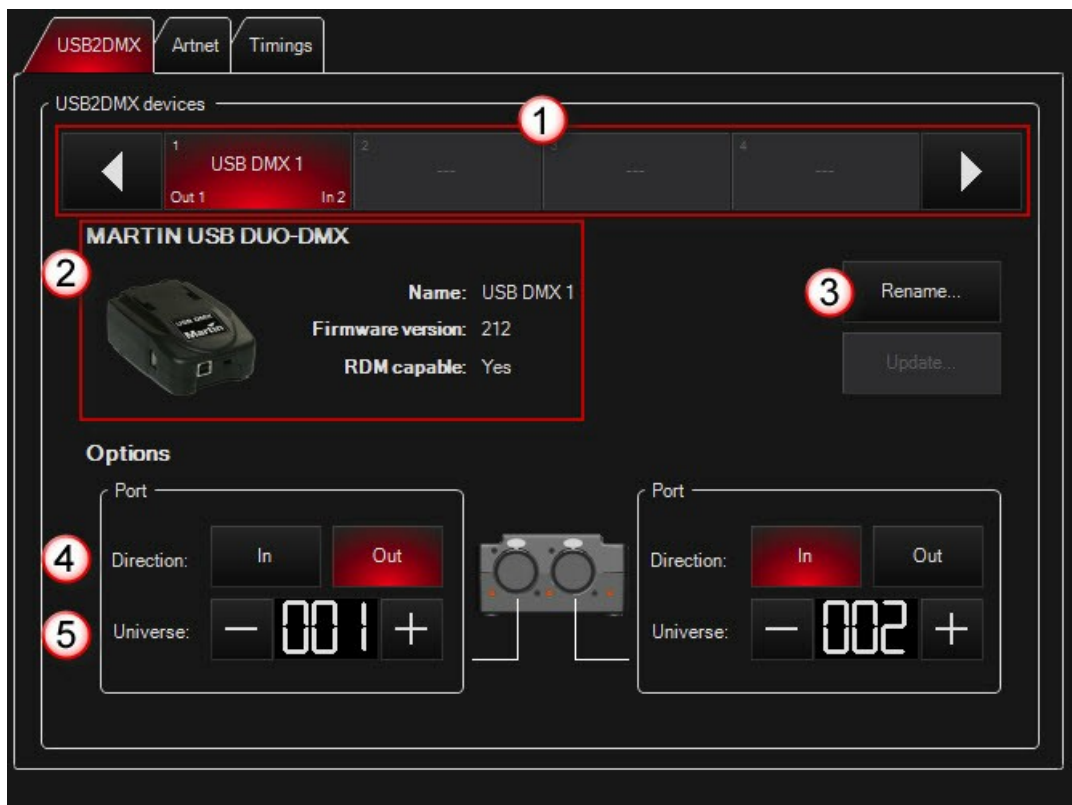 USB2DMX Artnet Timings
USB2DMX devices
1
1 2 3 4
USB DMX 1 --- --- ---
Out 1 In 2
MARTIN USB DUO-DMX
2
USB DMX
Martin
Name: USB DMX 1
Firmware version: 212
RDM capable: Yes
3
Rename...
Update...
Options
Port Port
4
Direction: In Out Direction: In Out
5
Universe: — 001 + Universe: — 002 +